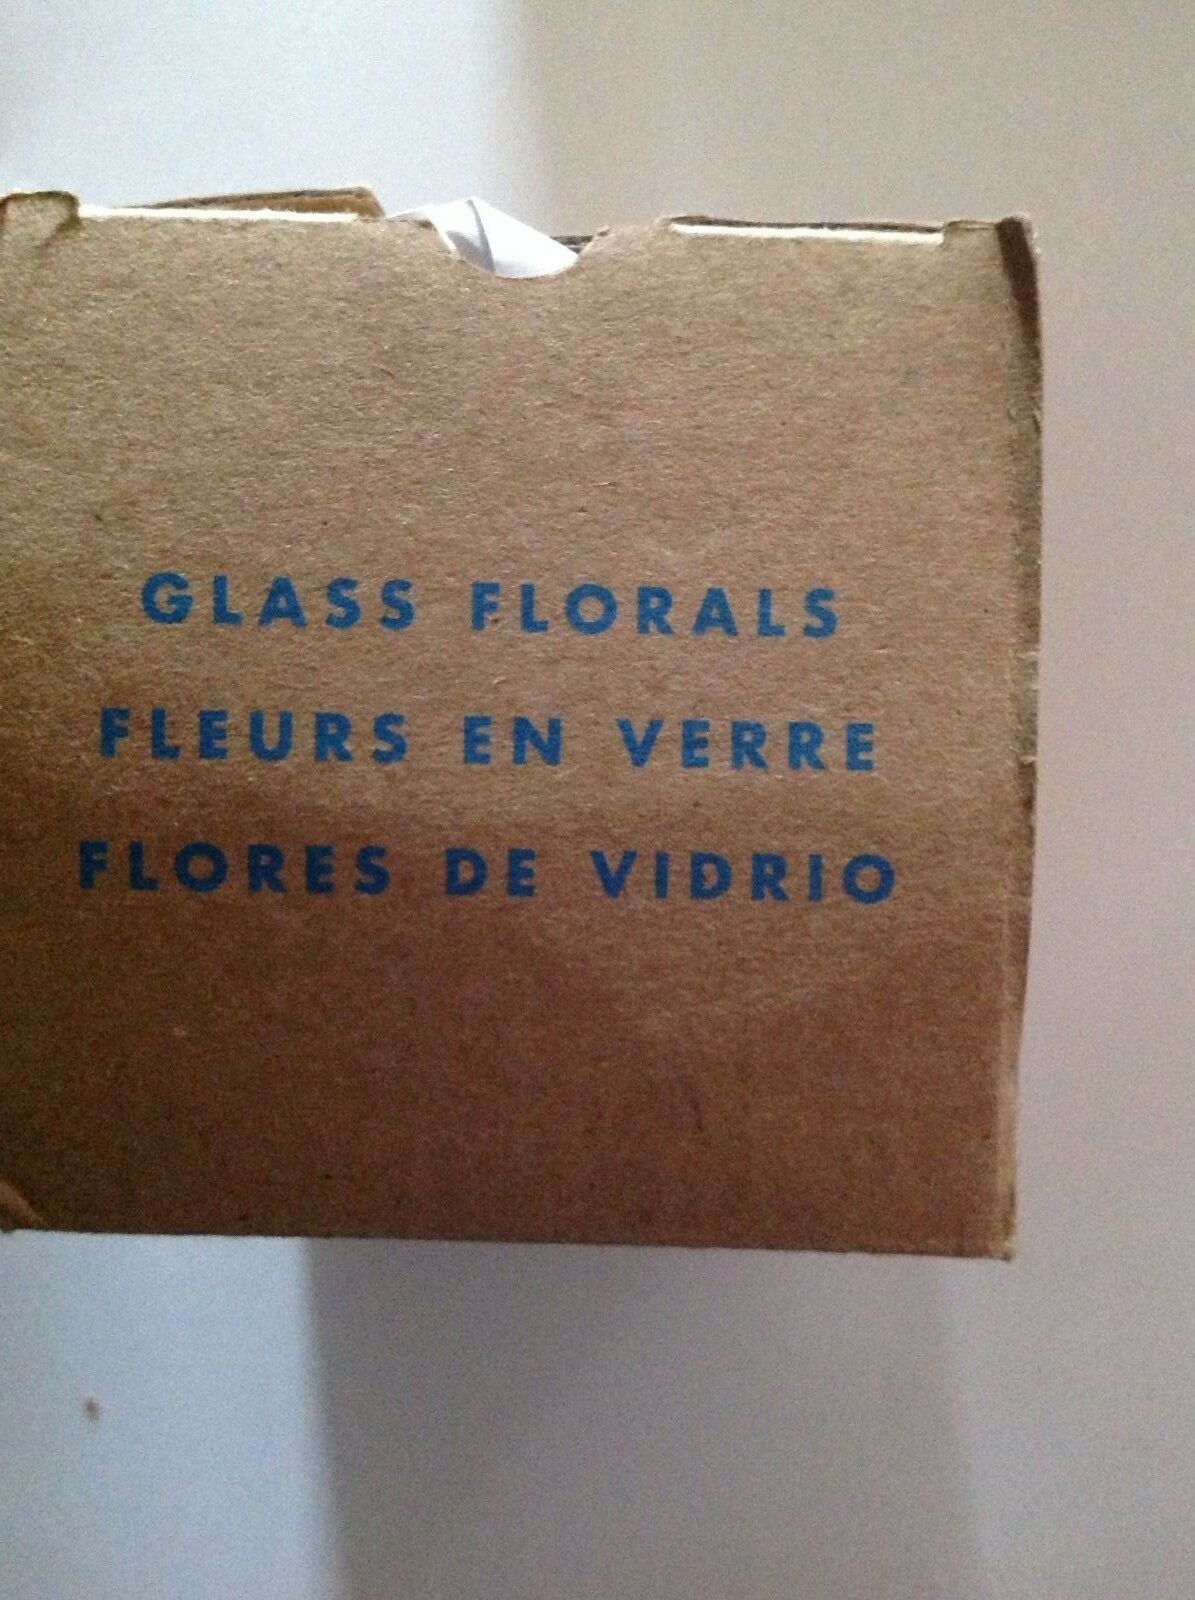 GLASS FLORALS
FLEURS EN VERRE
FLORES DE VIDRIO